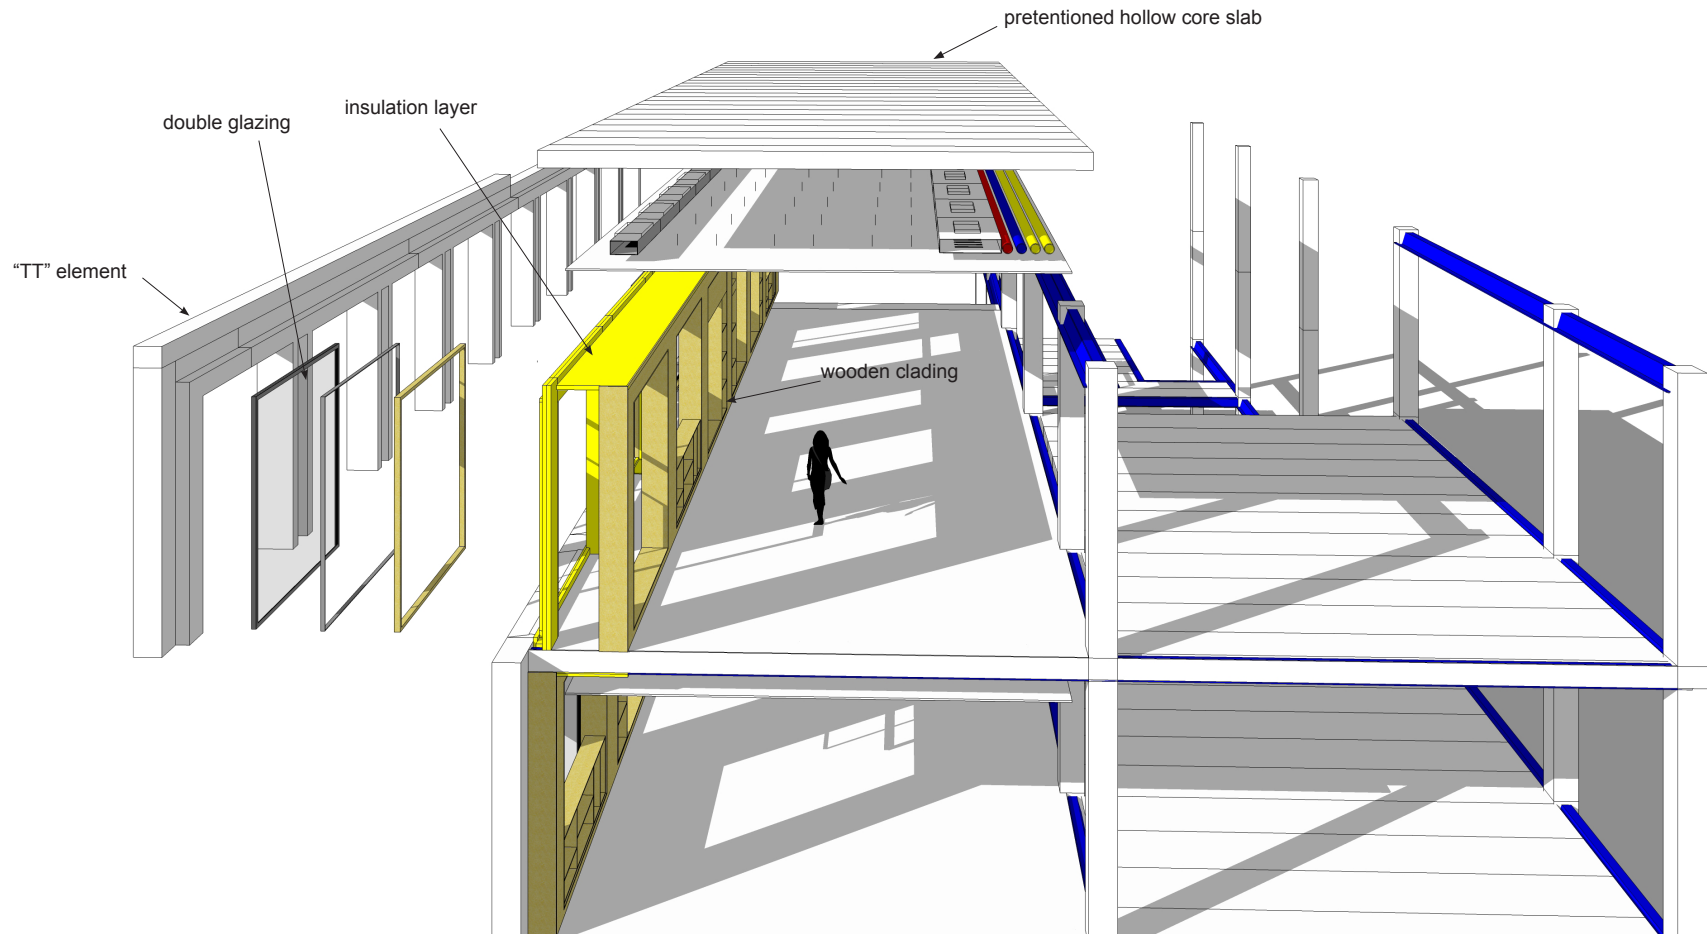 pretentioned hollow core slab
insulation layer
double glazing
“TT” element
wooden clading